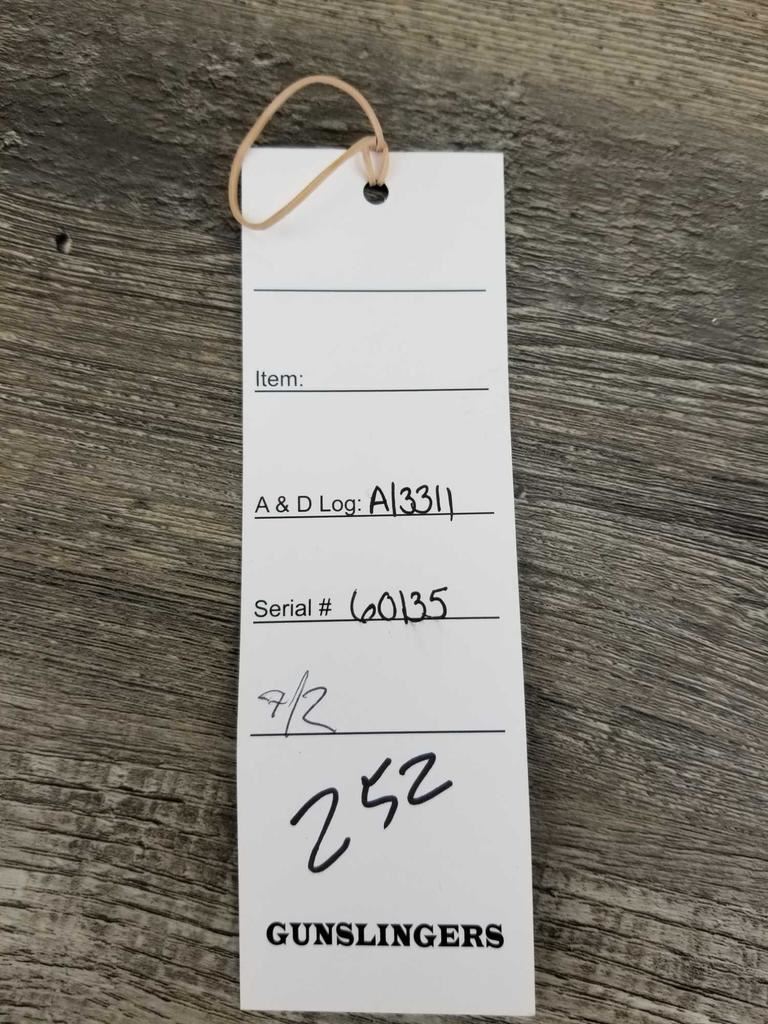 Item:
A & D Log: A13311
Serial # 60135
7/2
252
GUNSLINGERS